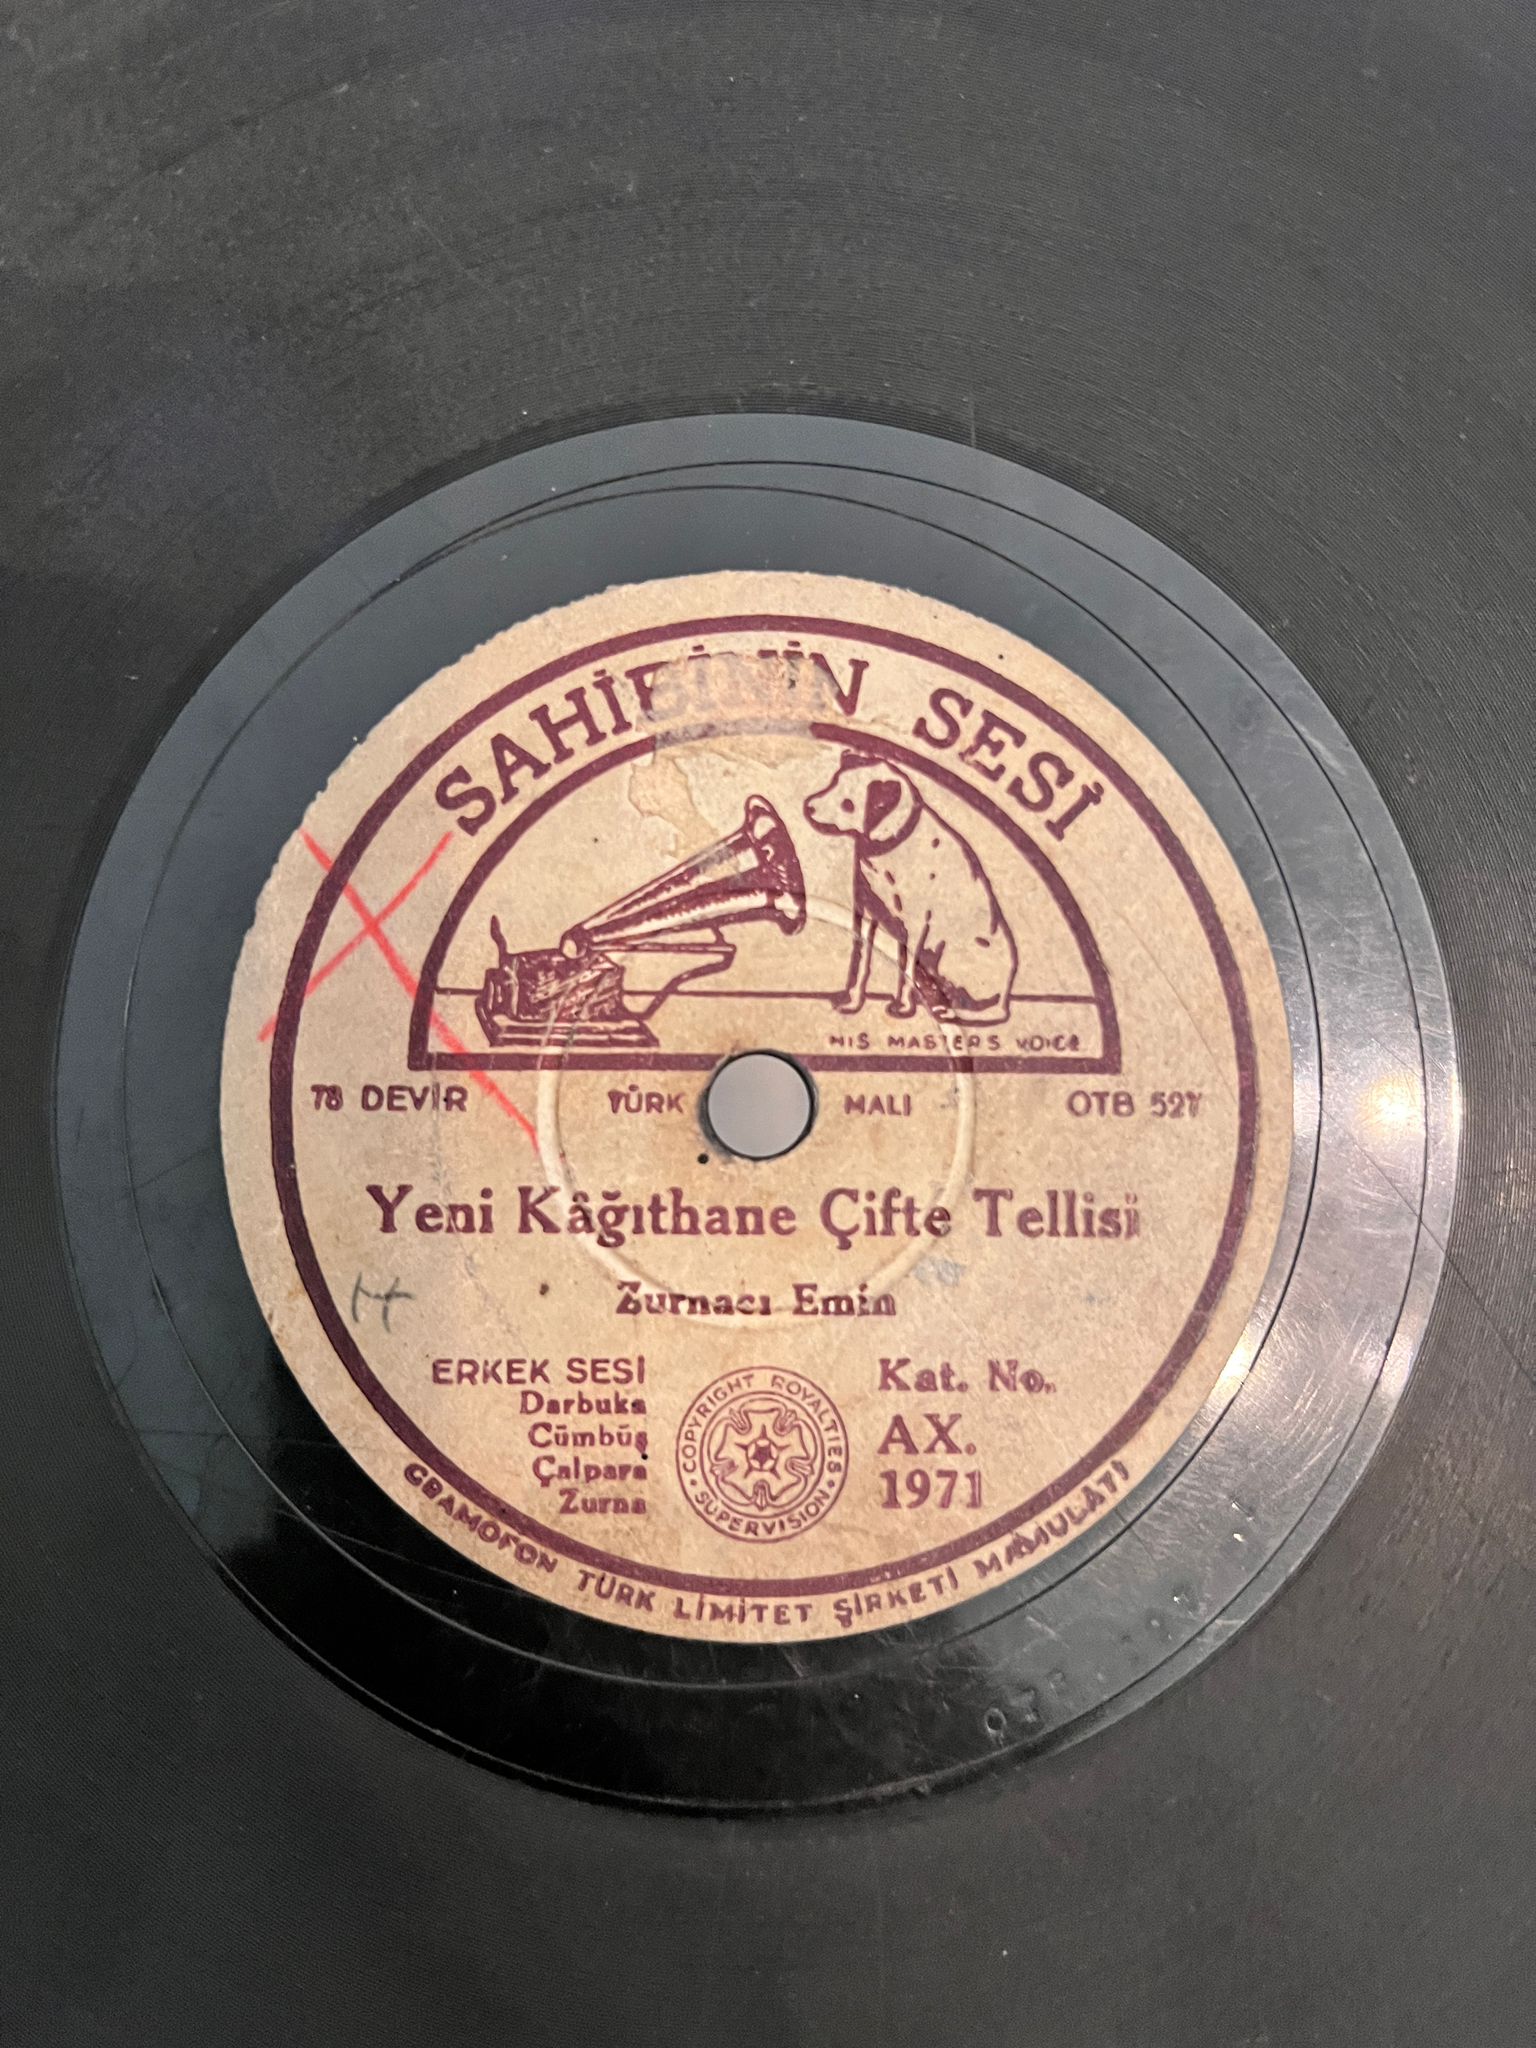 SAHİBİNİN SESİ
HIS MASTERS VOICE
78 DEVİR TÜRK MALI OTB 527
Yeni Kâğıthane Çifte Tellisi
Zurnacı Emin
ERKEK SESİ
Darbuka
Cümbüş
Çalpara
Zurna
COPYRIGHT ROYALTIES
SUPERVISION
Kat. No.
AX.
1971
GRAMOFON TÜRK LİMİTET ŞİRKETİ MAMULATI